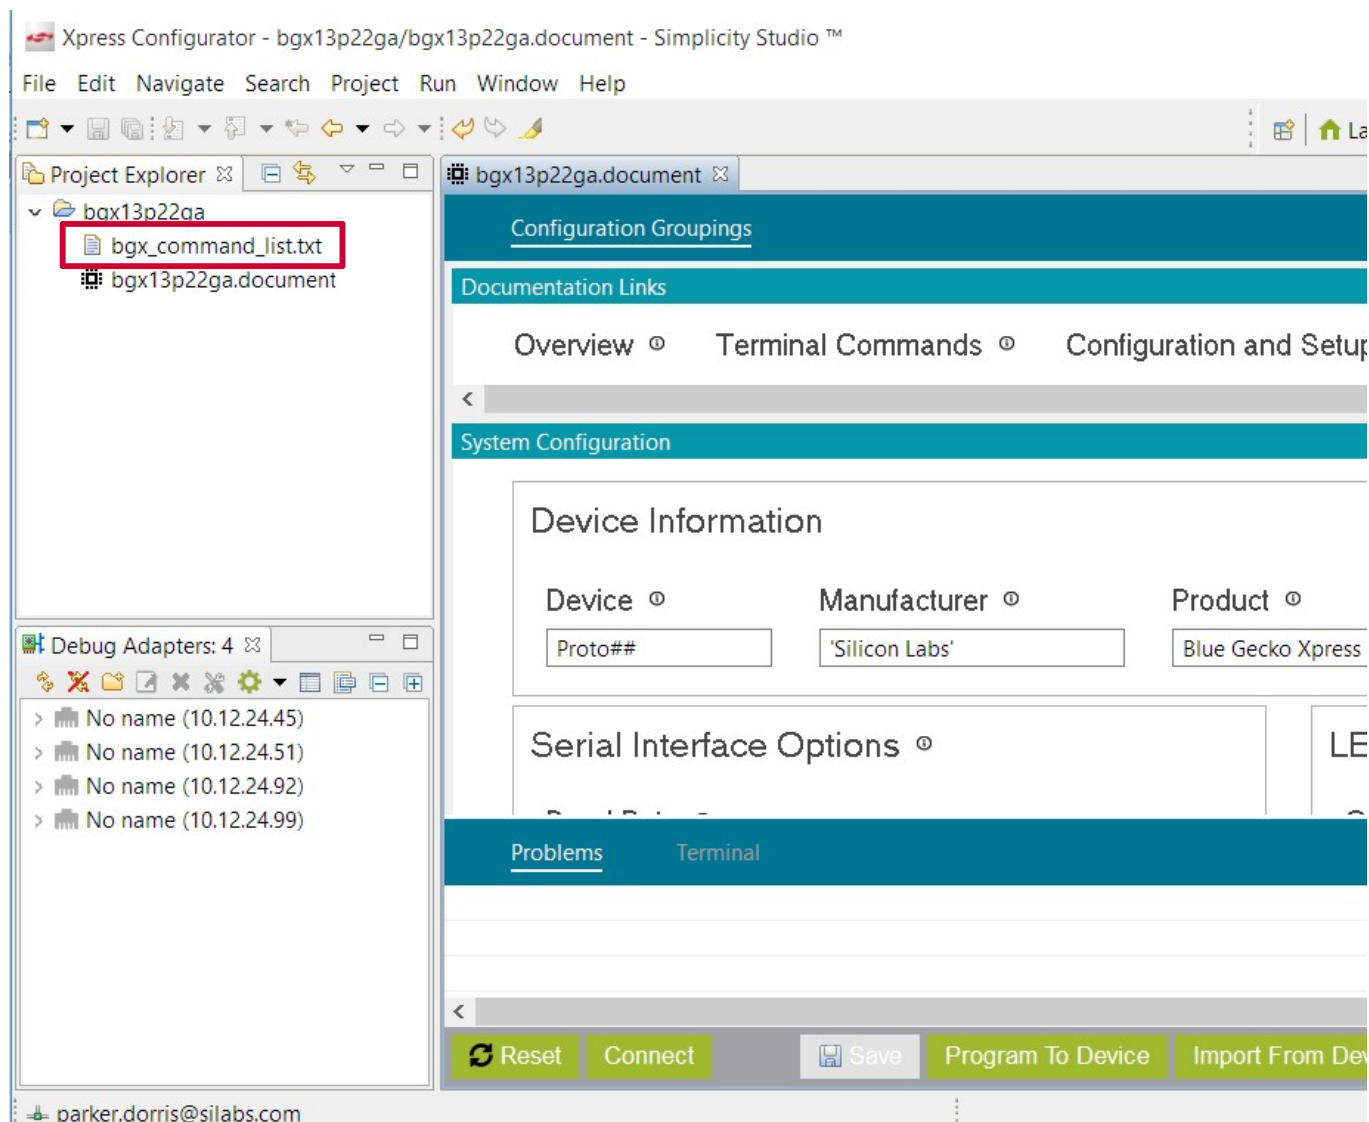 Xpress Configurator - bgx13p22ga/bgx13p22ga.document - Simplicity Studio ™
File Edit Navigate Search Project Run Window Help
La
Project Explorer
bgx13p22ga
bgx_command_list.txt
bgx13p22ga.document
bgx13p22ga.document
Configuration Groupings
Documentation Links
Overview Terminal Commands Configuration and Setup
System Configuration
Device Information
Device Manufacturer Product
Proto## 'Silicon Labs' Blue Gecko Xpress
Serial Interface Options LE
Debug Adapters: 4
No name (10.12.24.45)
No name (10.12.24.51)
No name (10.12.24.92)
No name (10.12.24.99)
Problems Terminal
Reset Connect Save Program To Device Import From Dev
parker.dorris@silabs.com